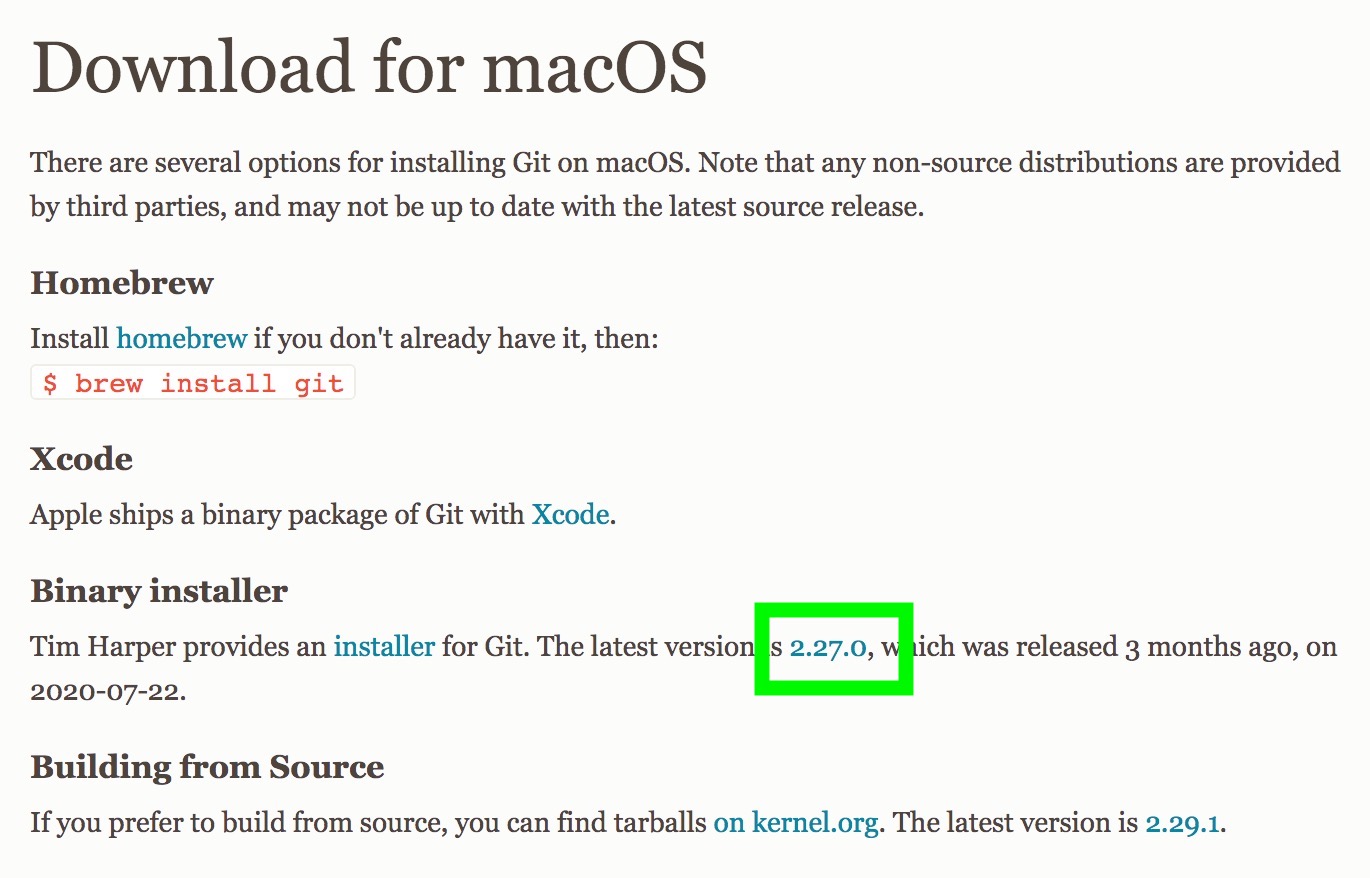 Download for macOS
There are several options for installing Git on macOS. Note that any non-source distributions are provided
by third parties, and may not be up to date with the latest source release.
Homebrew
Install homebrew if you don't already have it, then:
$ brew install git
Xcode
Apple ships a binary package of Git with Xcode.
Binary installer
Tim Harper provides an installer for Git. The latest version is 2.27.0, which was released 3 months ago, on
2020-07-22.
Building from Source
If you prefer to build from source, you can find tarballs on kernel.org. The latest version is 2.29.1.